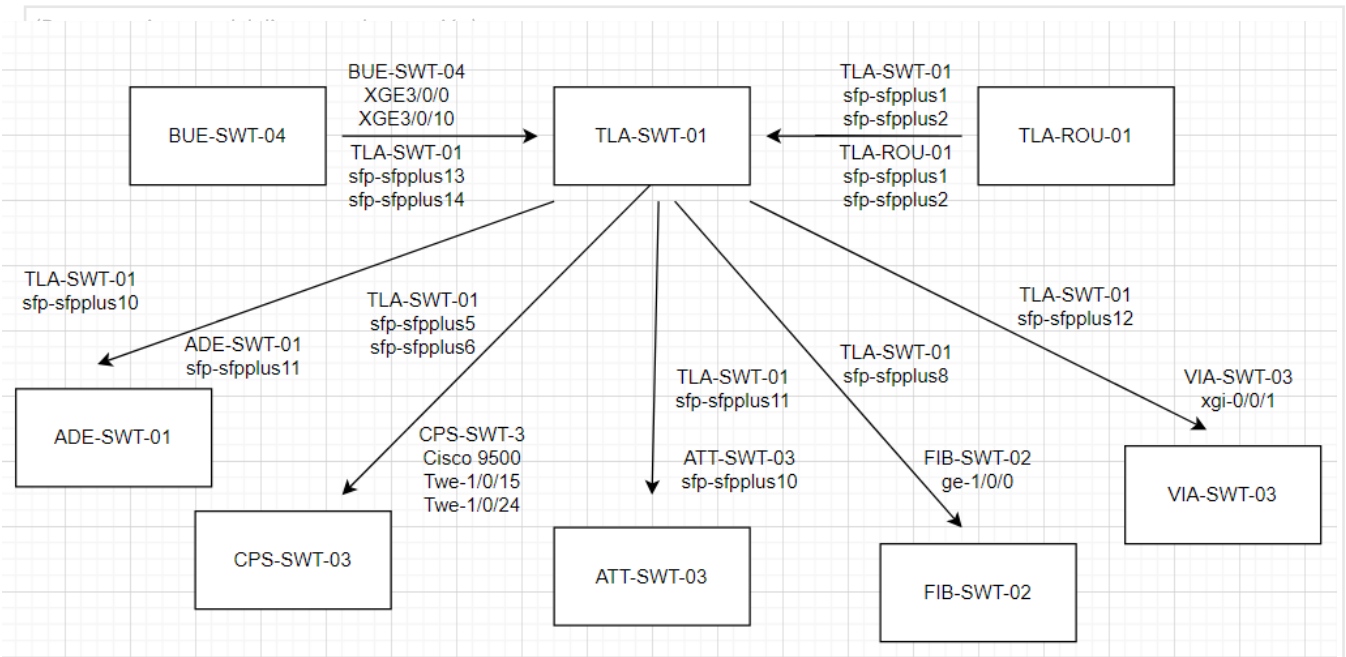 BUE-SWT-04
XGE3/0/0
XGE3/0/10
TLA-SWT-01
sfp-sfpplus1
sfp-sfpplus2
BUE-SWT-04
TLA-SWT-01
TLA-ROU-01
TLA-SWT-01
sfp-sfpplus13
sfp-sfpplus14
TLA-ROU-01
sfp-sfpplus1
sfp-sfpplus2
TLA-SWT-01
sfp-sfpplus10
ADE-SWT-01
sfp-sfpplus11
TLA-SWT-01
sfp-sfpplus5
sfp-sfpplus6
TLA-SWT-01
sfp-sfpplus11
TLA-SWT-01
sfp-sfpplus8
TLA-SWT-01
sfp-sfpplus12
VIA-SWT-03
xgi-0/0/1
ADE-SWT-01
CPS-SWT-3
Cisco 9500
Twe-1/0/15
Twe-1/0/24
ATT-SWT-03
sfp-sfpplus10
FIB-SWT-02
ge-1/0/0
VIA-SWT-03
CPS-SWT-03
ATT-SWT-03
FIB-SWT-02